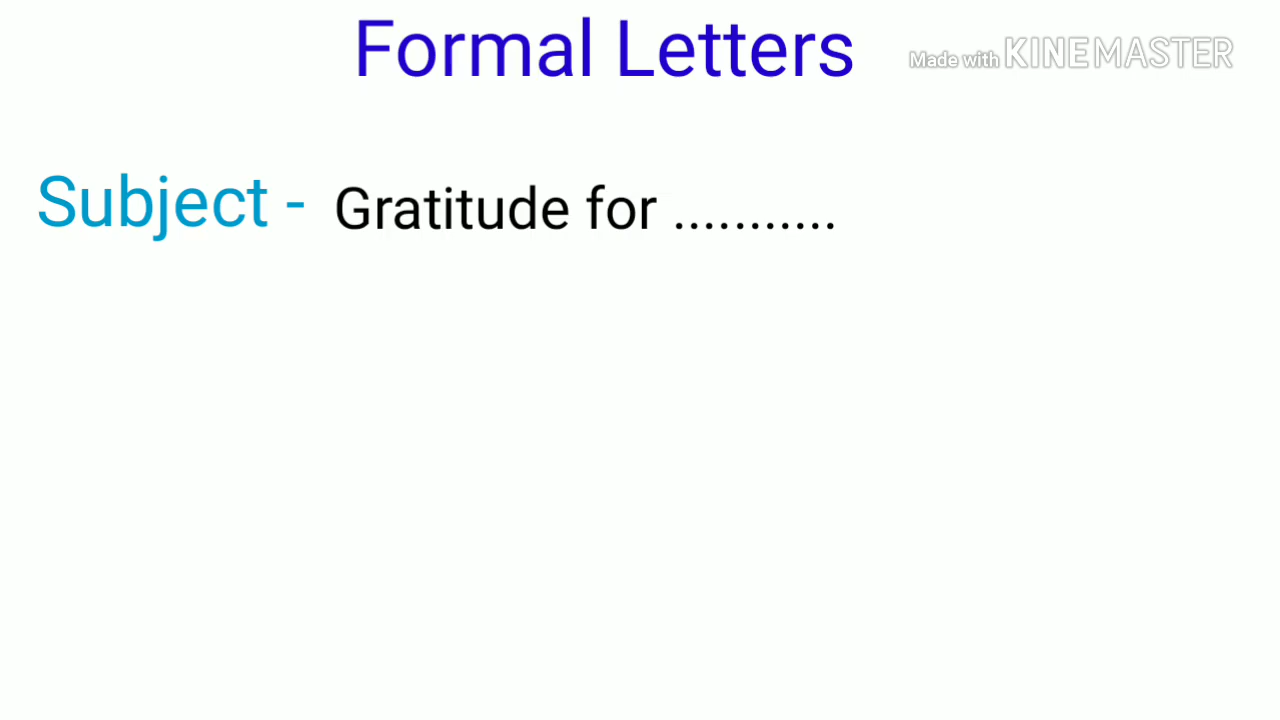 Formal Letters
Made with KINEMASTER
Subject - Gratitude for ...........